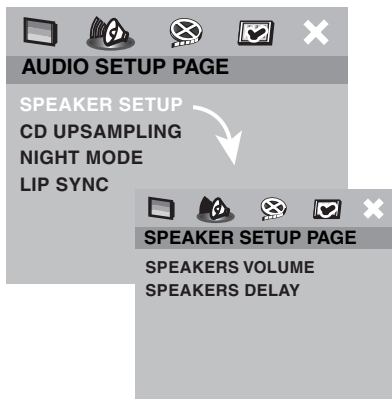 AUDIO SETUP PAGE
SPEAKER SETUP
CD UPSAMPLING
NIGHT MODE
LIP SYNC
SPEAKER SETUP PAGE
SPEAKERS VOLUME
SPEAKERS DELAY